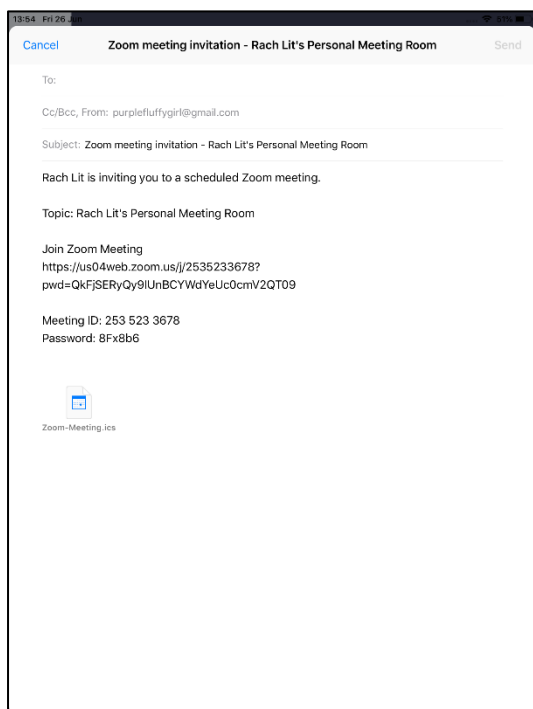 13:54 Fri 26 Jun
81%
Cancel
Zoom meeting invitation - Rach Lit's Personal Meeting Room
Send
To:
Cc/Bcc, From: purplefluffygirl@gmail.com
Subject: Zoom meeting invitation - Rach Lit's Personal Meeting Room
Rach Lit is inviting you to a scheduled Zoom meeting.
Topic: Rach Lit's Personal Meeting Room
Join Zoom Meeting
https://us04web.zoom.us/j/2535233678?
pwd=QkFjSERyQy9IUnBCYWdYeUc0cmV2QT09
Meeting ID: 253 523 3678
Password: 8Fx8b6
Zoom-Meeting.ics